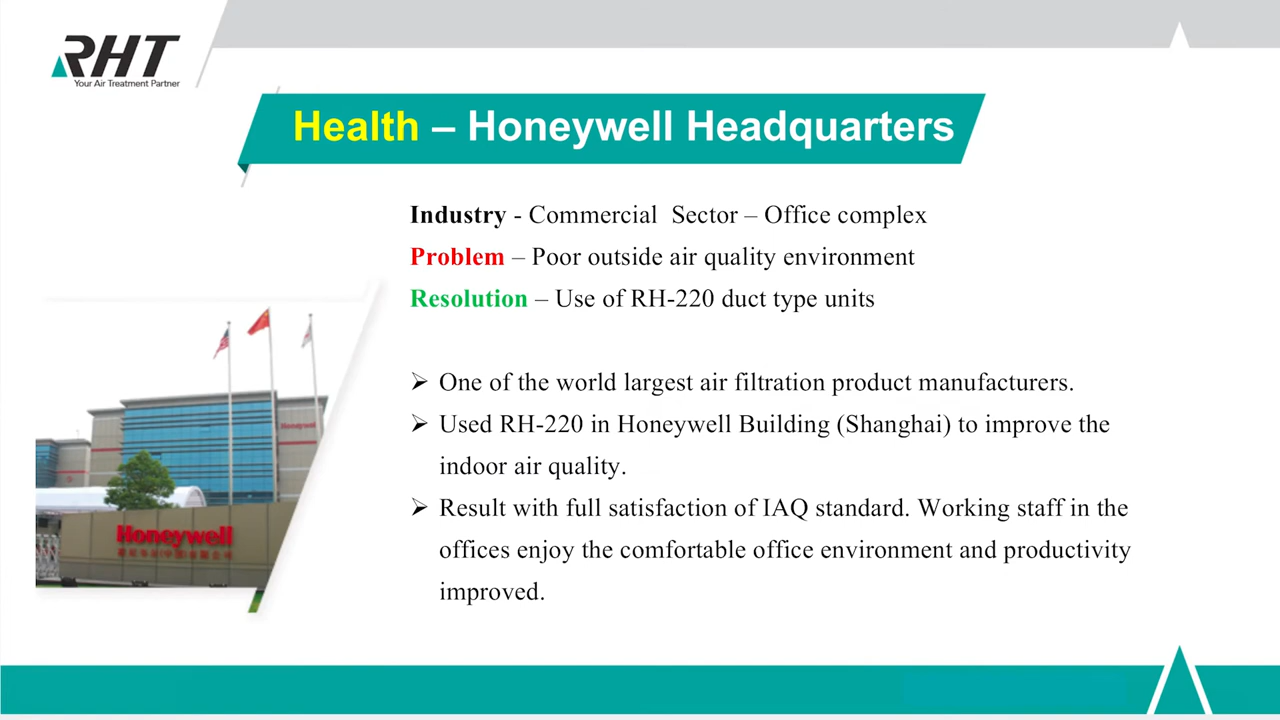 RHT
Your Air Treatment Partner
Health – Honeywell Headquarters
Industry - Commercial Sector – Office complex
Problem – Poor outside air quality environment
Resolution – Use of RH-220 duct type units
➢ One of the world largest air filtration product manufacturers.
➢ Used RH-220 in Honeywell Building (Shanghai) to improve the
indoor air quality.
➢ Result with full satisfaction of IAQ standard. Working staff in the
offices enjoy the comfortable office environment and productivity
improved.
Honeywell
Honeywell